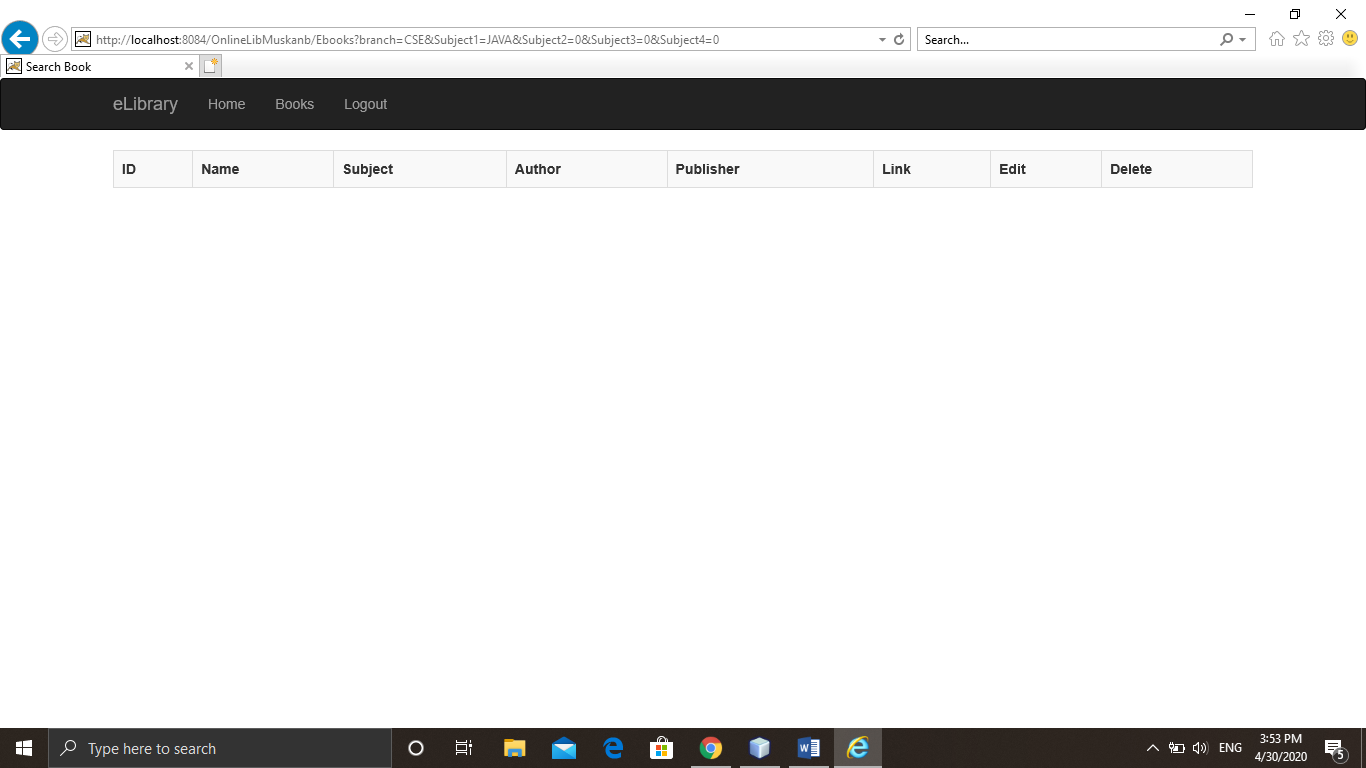 http://localhost:8084/OnlineLibMuskanb/Ebooks?branch=CSE&Subject1=JAVA&Subject2=0&Subject3=0&Subject4=0
Search...
Search Book
eLibrary Home Books Logout
ID Name Subject Author Publisher Link Edit Delete
Type here to search
ENG
3:53 PM
4/30/2020
5